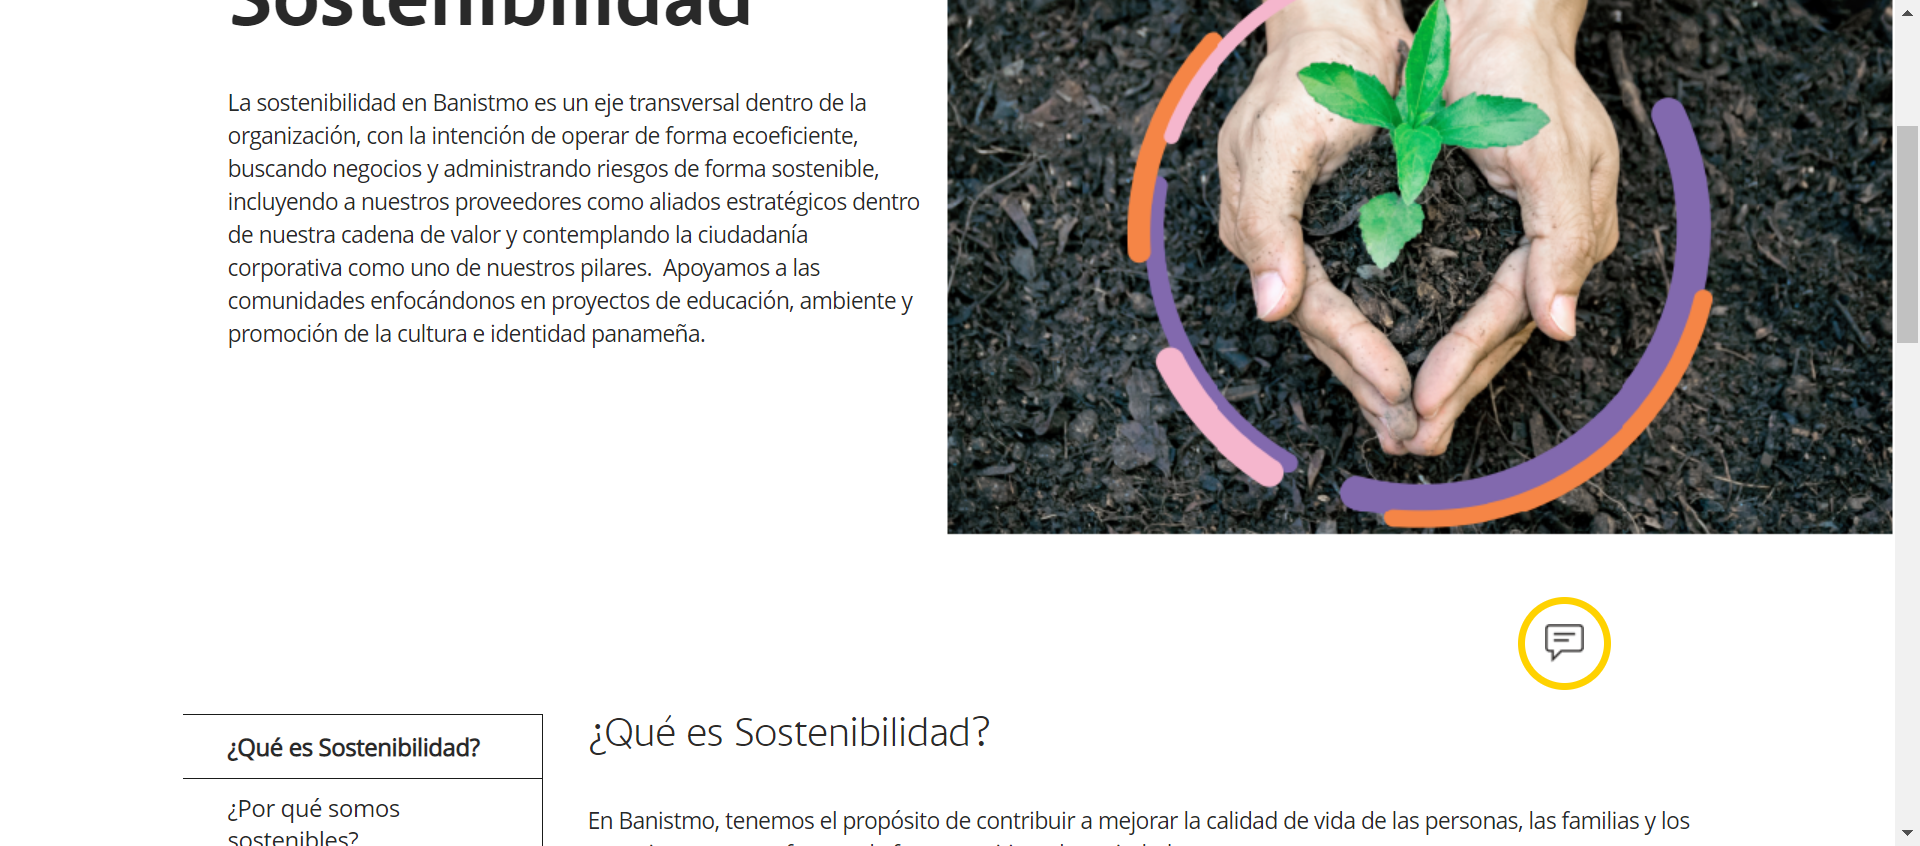 Sostenibilidad
La sostenibilidad en Banistmo es un eje transversal dentro de la
organización, con la intención de operar de forma ecoeficiente,
buscando negocios y administrando riesgos de forma sostenible,
incluyendo a nuestros proveedores como aliados estratégicos dentro
de nuestra cadena de valor y contemplando la ciudadanía
corporativa como uno de nuestros pilares.  Apoyamos a las
comunidades enfocándonos en proyectos de educación, ambiente y
promoción de la cultura e identidad panameña.
¿Qué es Sostenibilidad?
¿Por qué somos
sostenibles?
¿Qué es Sostenibilidad?
En Banistmo, tenemos el propósito de contribuir a mejorar la calidad de vida de las personas, las familias y los